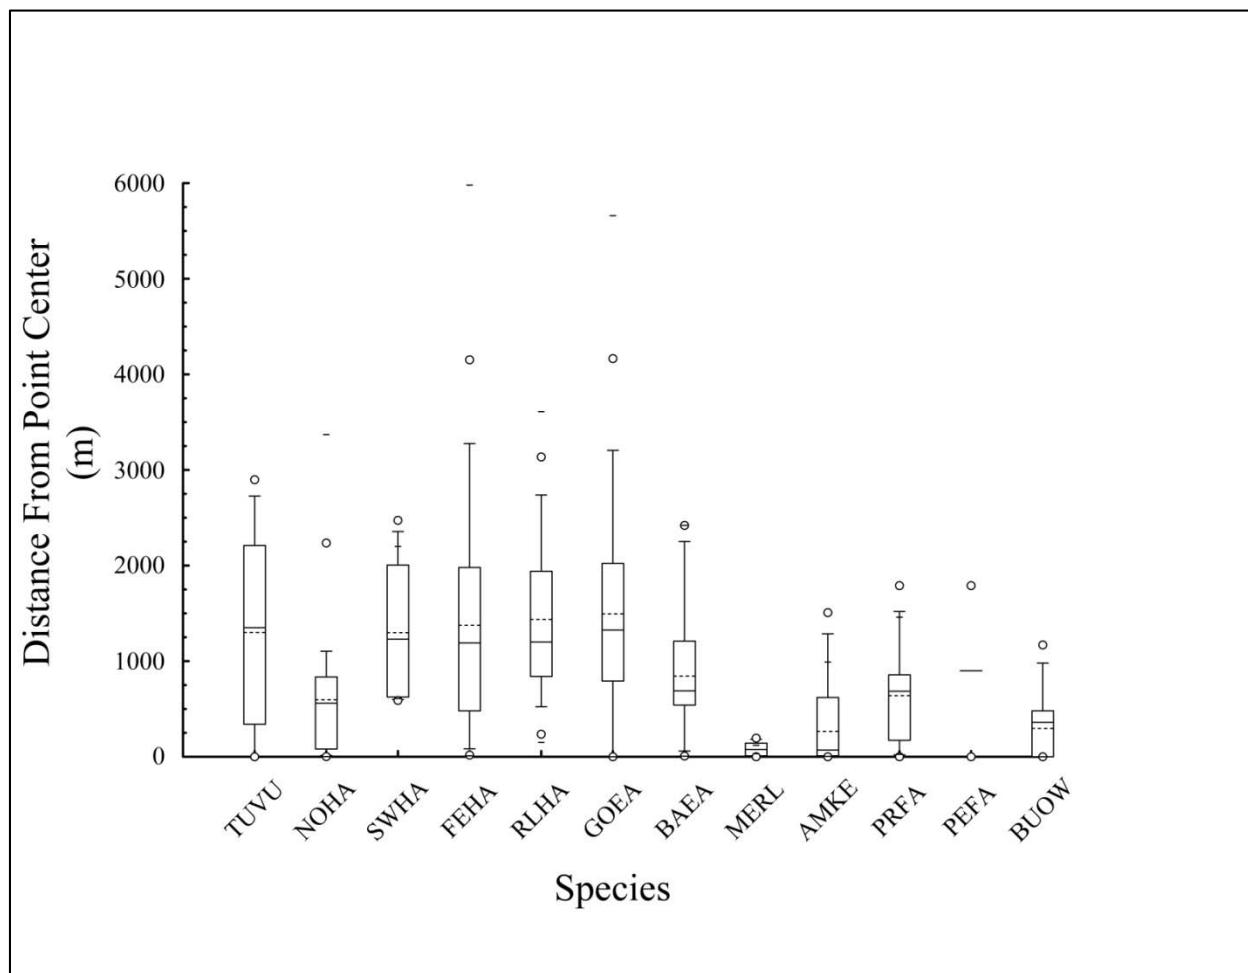 6000
5000
4000
3000
2000
1000
0
Distance From Point Center
(m)
TUVU
NOHA
SWHA
FEHA
RLHA
GOEA
BAEA
MERL
AMKE
PRFA
PEFA
BUOW
Species